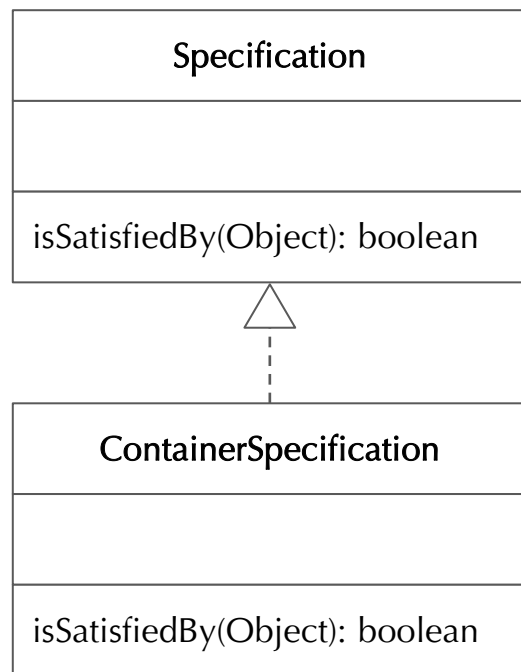 Specification
isSatisfiedBy(Object): boolean
ContainerSpecification
isSatisfiedBy(Object): boolean